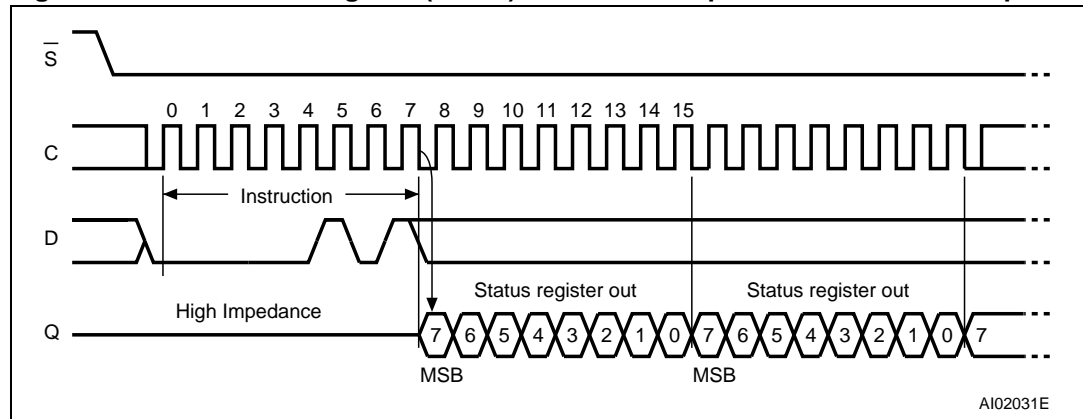 S
0 1 2 3 4 5 6 7 8 9 10 11 12 13 14 15
C
Instruction
D
High Impedance
Status register out
Status register out
Q
7 6 5 4 3 2 1 0 7 6 5 4 3 2 1 0 7
MSB
MSB
AI02031E